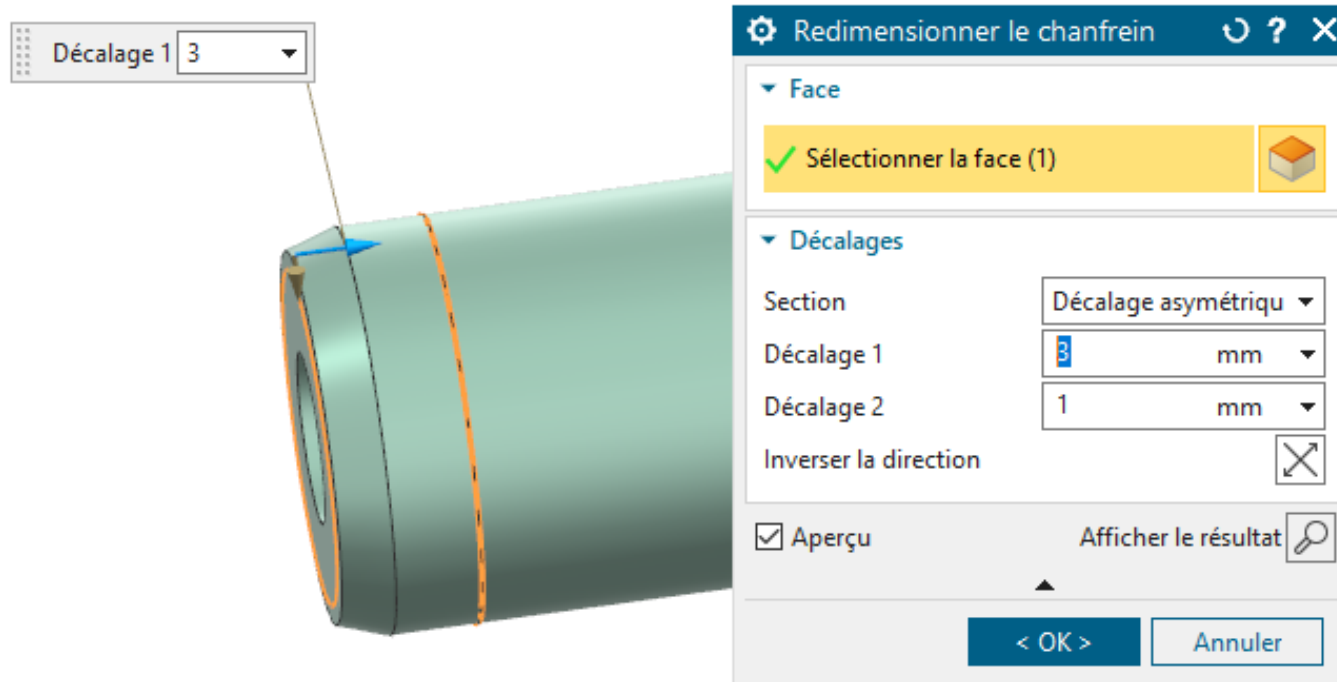 Décalage 1 3
Redimensionner le chanfrein ?
Face
Sélectionner la face (1)
Décalages
Section Décalage asymétriqu
Décalage 1 3 mm
Décalage 2 1 mm
Inverser la direction
Aperçu Afficher le résultat
< OK > Annuler